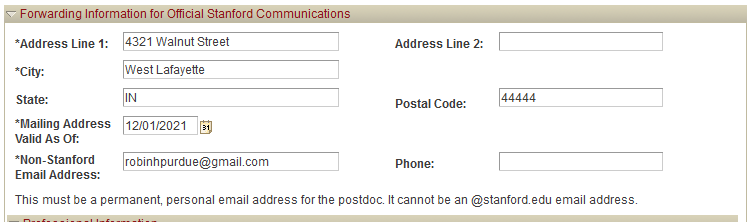 Forwarding Information for Official Stanford Communications
*Address Line 1: 4321 Walnut Street Address Line 2:
*City: West Lafayette
State: IN Postal Code: 44444
*Mailing Address
Valid As Of: 12/01/2021 31
*Non-Stanford
Email Address: robinhpurdue@gmail.com Phone:
This must be a permanent, personal email address for the postdoc. It cannot be an @stanford.edu email address.
Professional Information